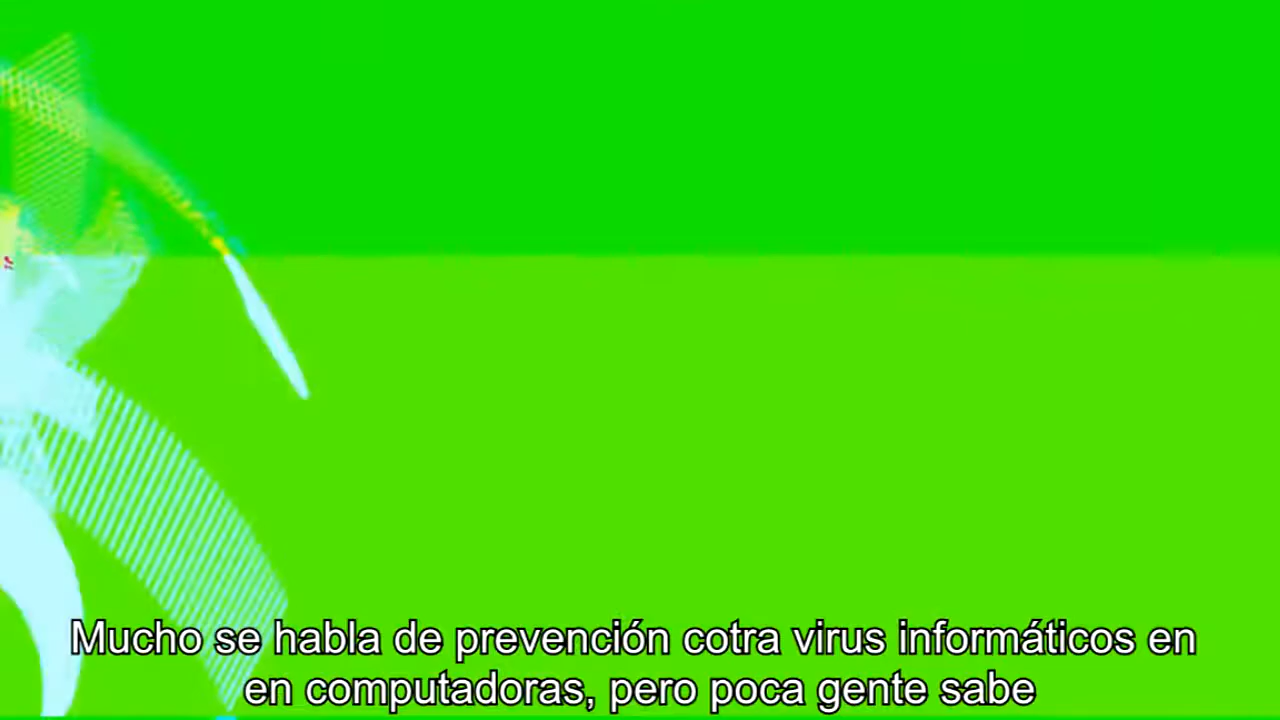 Mucho se habla de prevención cotra virus informáticos en
en computadoras, pero poca gente sabe